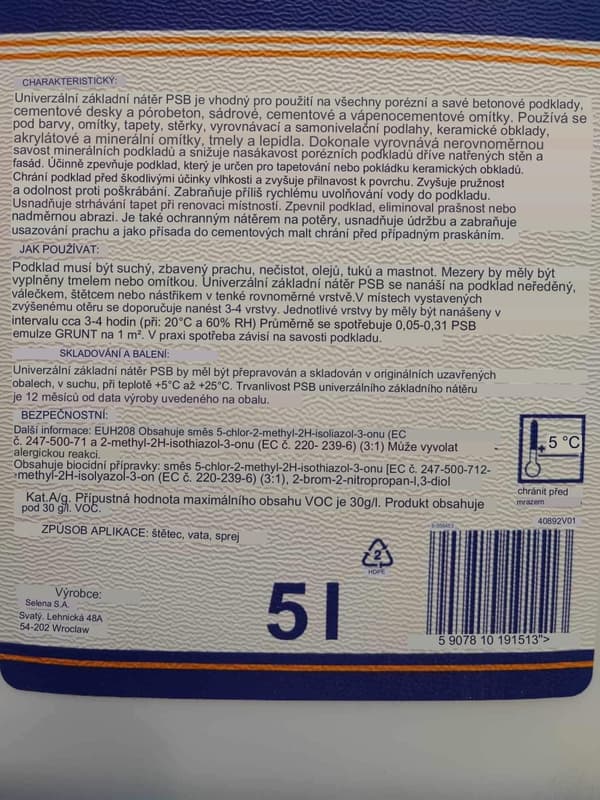 CHARAKTERISTICKÝ:
Univerzální základní nátěr PSB je vhodný pro použití na všechny porézní a savé betonové podklady,
cementové desky a pórobeton, sádrové, cementové a vápenocementové omítky. Používá se
pod barvy, omítky, tapety, stěrky, vyrovnávací a samonivelační podlahy, keramické obklady,
akrylátové a minerální omítky, tmely a lepidla. Dokonale vyrovnává nerovnoměrnou
savost minerálních podkladů a snižuje nasákavost porézních podkladů dříve natřených stěn a
fasád. Účinně zpevňuje podklad, který je určen pro tapetování nebo pokládku keramických obkladů.
Chrání podklad před škodlivými účinky vlhkosti a zvyšuje přilnavost k povrchu. Zvyšuje pružnost
a odolnost proti poškrábání. Zabraňuje příliš rychlému uvolňování vody do podkladu.
Usnadňuje strhávání tapet při renovaci místností. Zpevnil podklad, eliminoval prašnost nebo
nadměrnou abrazi. Je také ochranným nátěrem na potěry, usnadňuje údržbu a zabraňuje
usazování prachu a jako přísada do cementových malt chrání před případným praskáním.
JAK POUŽÍVAT:
Podklad musí být suchý, zbavený prachu, nečistot, olejů, tuků a mastnot. Mezery by měly být
vyplněny tmelem nebo omítkou. Univerzální základní nátěr PSB se nanáší na podklad neředěný,
válečkem, štětcem nebo nástřikem v tenké rovnoměrné vrstvě.V místech vystavených
zvýšenému otěru se doporučuje nanést 3-4 vrstvy. Jednotlivé vrstvy by měly být nanášeny v
intervalu cca 3-4 hodin (při: 20°C a 60% RH) Průměrně se spotřebuje 0,05-0,31 PSB
emulze GRUNT na 1 m². V praxi spotřeba závisí na savosti podkladu.
SKLADOVÁNÍ A BALENÍ:
Univerzální základní nátěr PSB by měl být přepravován a skladován v originálních uzavřených
obalech, v suchu, při teplotě +5°C až +25°C. Trvanlivost PSB univerzálního základního nátěru
je 12 měsíců od data výroby uvedeného na obalu.
BEZPEČNOSTNÍ:
Další informace: EUH208 Obsahuje směs 5-chlor-2-methyl-2H-isoliazol-3-onu (EC
č. 247-500-71 a 2-methyl-2H-isothiazol-3-onu (EC č. 220- 239-6) (3:1) Může vyvolat
alergickou reakci.
Obsahuje biocidní přípravky: směs 5-chlor-2-methyl-2H-isothiazol-3-onu [EC č. 247-500-712-
methyl-2H-isolyazol-3-on (EC č. 220-239-6) (3:1), 2-brom-2-nitropropan-l,3-diol
+5 °C
chránit před
mrazem
Kat.A/g. Přípustná hodnota maximálního obsahu VOC je 30g/l. Produkt obsahuje
pod 30 g/l. VOC.
40892V01
ZPŮSOB APLIKACE: štětec, vata, sprej
2
HDPE
Výrobce:
Selena S.A.
Svatý. Lehnická 48A
54-202 Wroclaw
5 l
5 9078 10 191513">